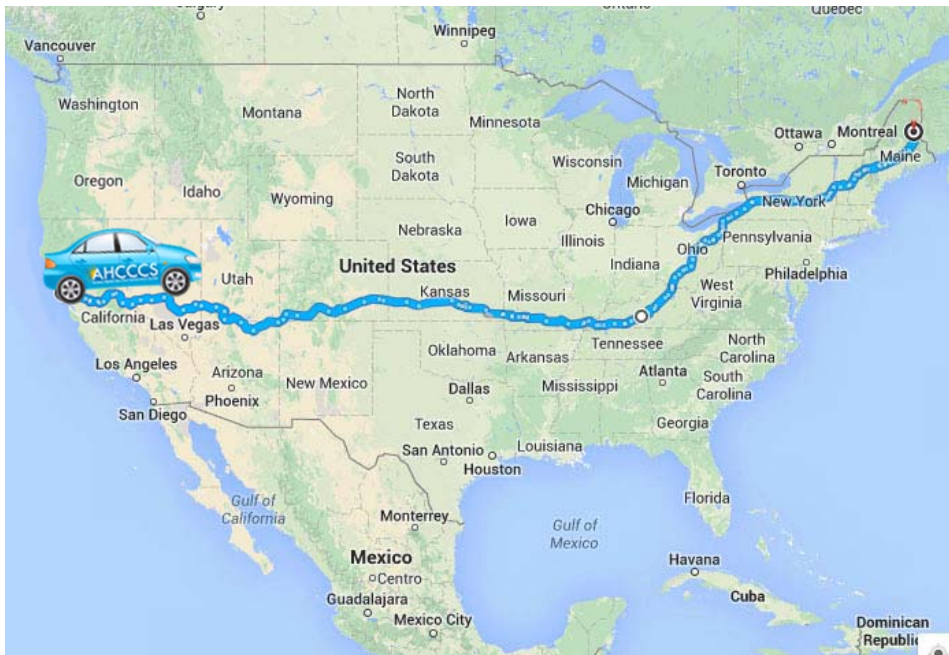 Calgary
Ontario
Quebec
Winnipeg
Vancouver
Washington
Montana
North
Dakota
Minnesota
Ottawa
Montreal
Maine
Oregon
Idaho
Wyoming
South
Dakota
Wisconsin
Michigan
Toronto
New York
Chicago
Iowa
Nebraska
Illinois
Indiana
Ohio
Pennsylvania
Philadelphia
AHCCCS
Utah
United States
Kansas
Missouri
West
Virginia
California
Las Vegas
Tennessee
North
Carolina
Oklahoma
Arkansas
Los Angeles
Arizona
Phoenix
New Mexico
Dallas
Mississippi
Atlanta
South
Carolina
San Diego
Texas
Georgia
San Antonio
Louisiana
Houston
Gulf of
California
Florida
Monterrey
Gulf of
Mexico
Mexico
Centro
Guadalajara
Mexico City
Havana
Cuba
Dominican
Republic